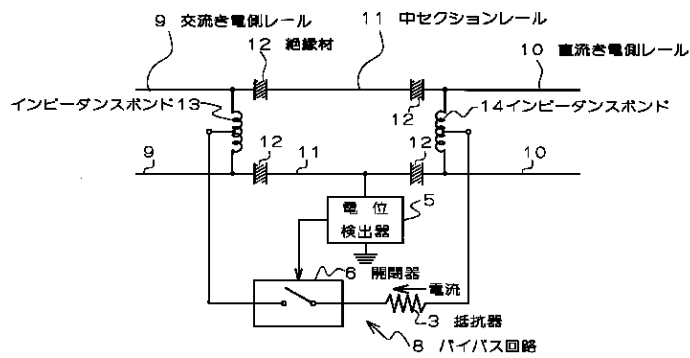 9 交流き電側レール
11 中セクションレール
12 絶縁材
10 直流き電側レール
インピーダンスボンド13
12
14インピーダンスボンド
9
12
11
12
10
電位
検出器
5
6 開閉器
電流
3 抵抗器
8 バイパス回路